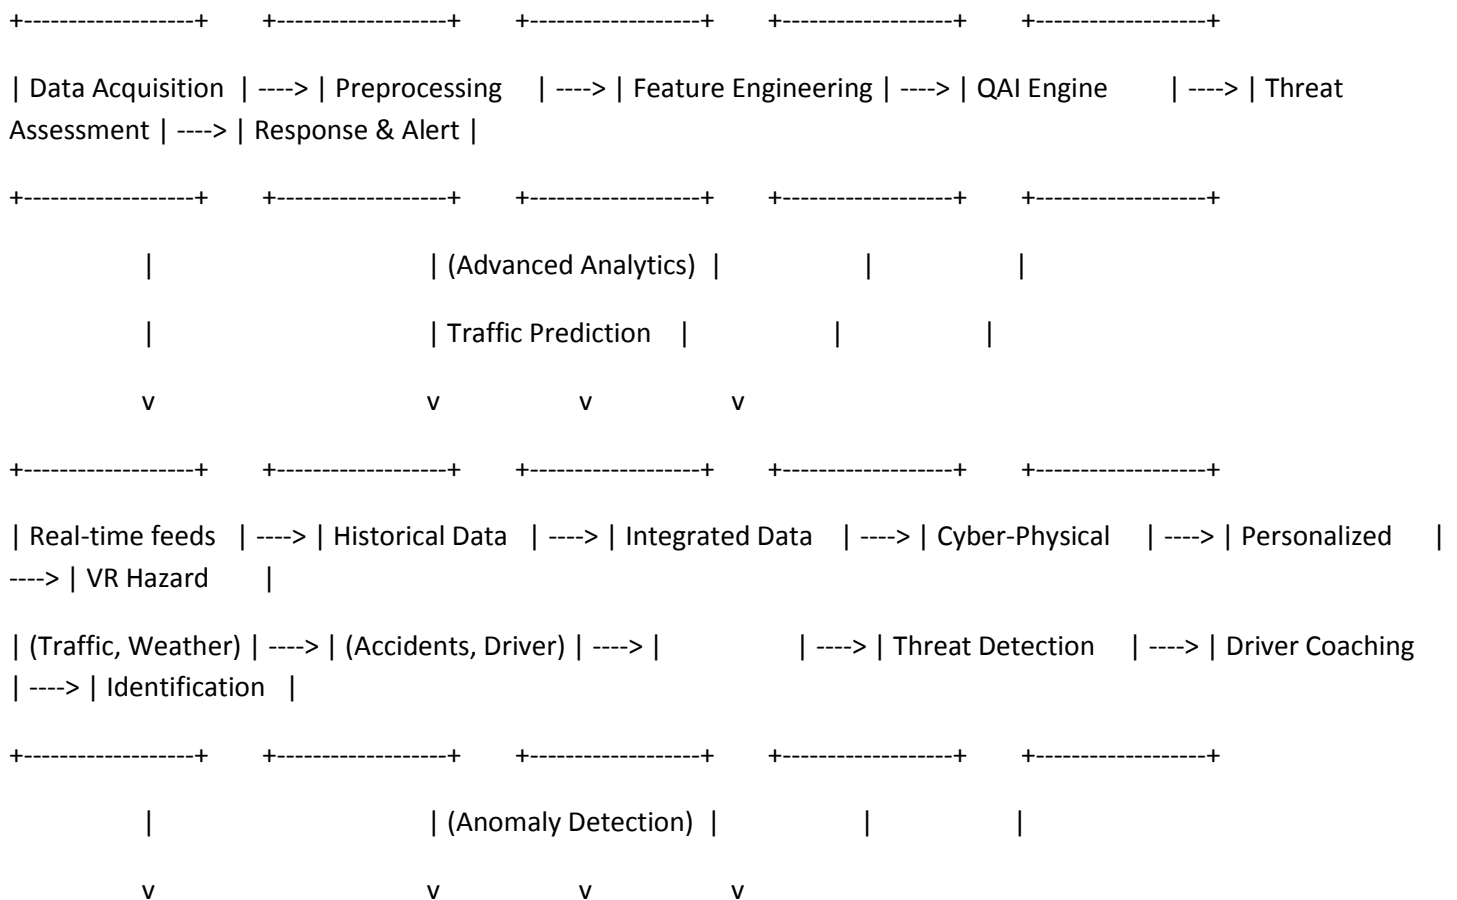 +-------------------+ +-------------------+ +-------------------+ +-------------------+ +-------------------+
| Data Acquisition | ----> | Preprocessing | ----> | Feature Engineering | ----> | QAI Engine | ----> | Threat
Assessment | ----> | Response & Alert |
+-------------------+ +-------------------+ +-------------------+ +-------------------+ +-------------------+
| | (Advanced Analytics) | | |
| | Traffic Prediction | | |
v v v v
+-------------------+ +-------------------+ +-------------------+ +-------------------+ +-------------------+
| Real-time feeds | ----> | Historical Data | ----> | Integrated Data | ----> | Cyber-Physical | ----> | Personalized |
----> | VR Hazard |
| (Traffic, Weather) | ----> | (Accidents, Driver) | ----> | | ----> | Threat Detection | ----> | Driver Coaching
| ----> | Identification |
+-------------------+ +-------------------+ +-------------------+ +-------------------+ +-------------------+
| | (Anomaly Detection) | | |
v v v v